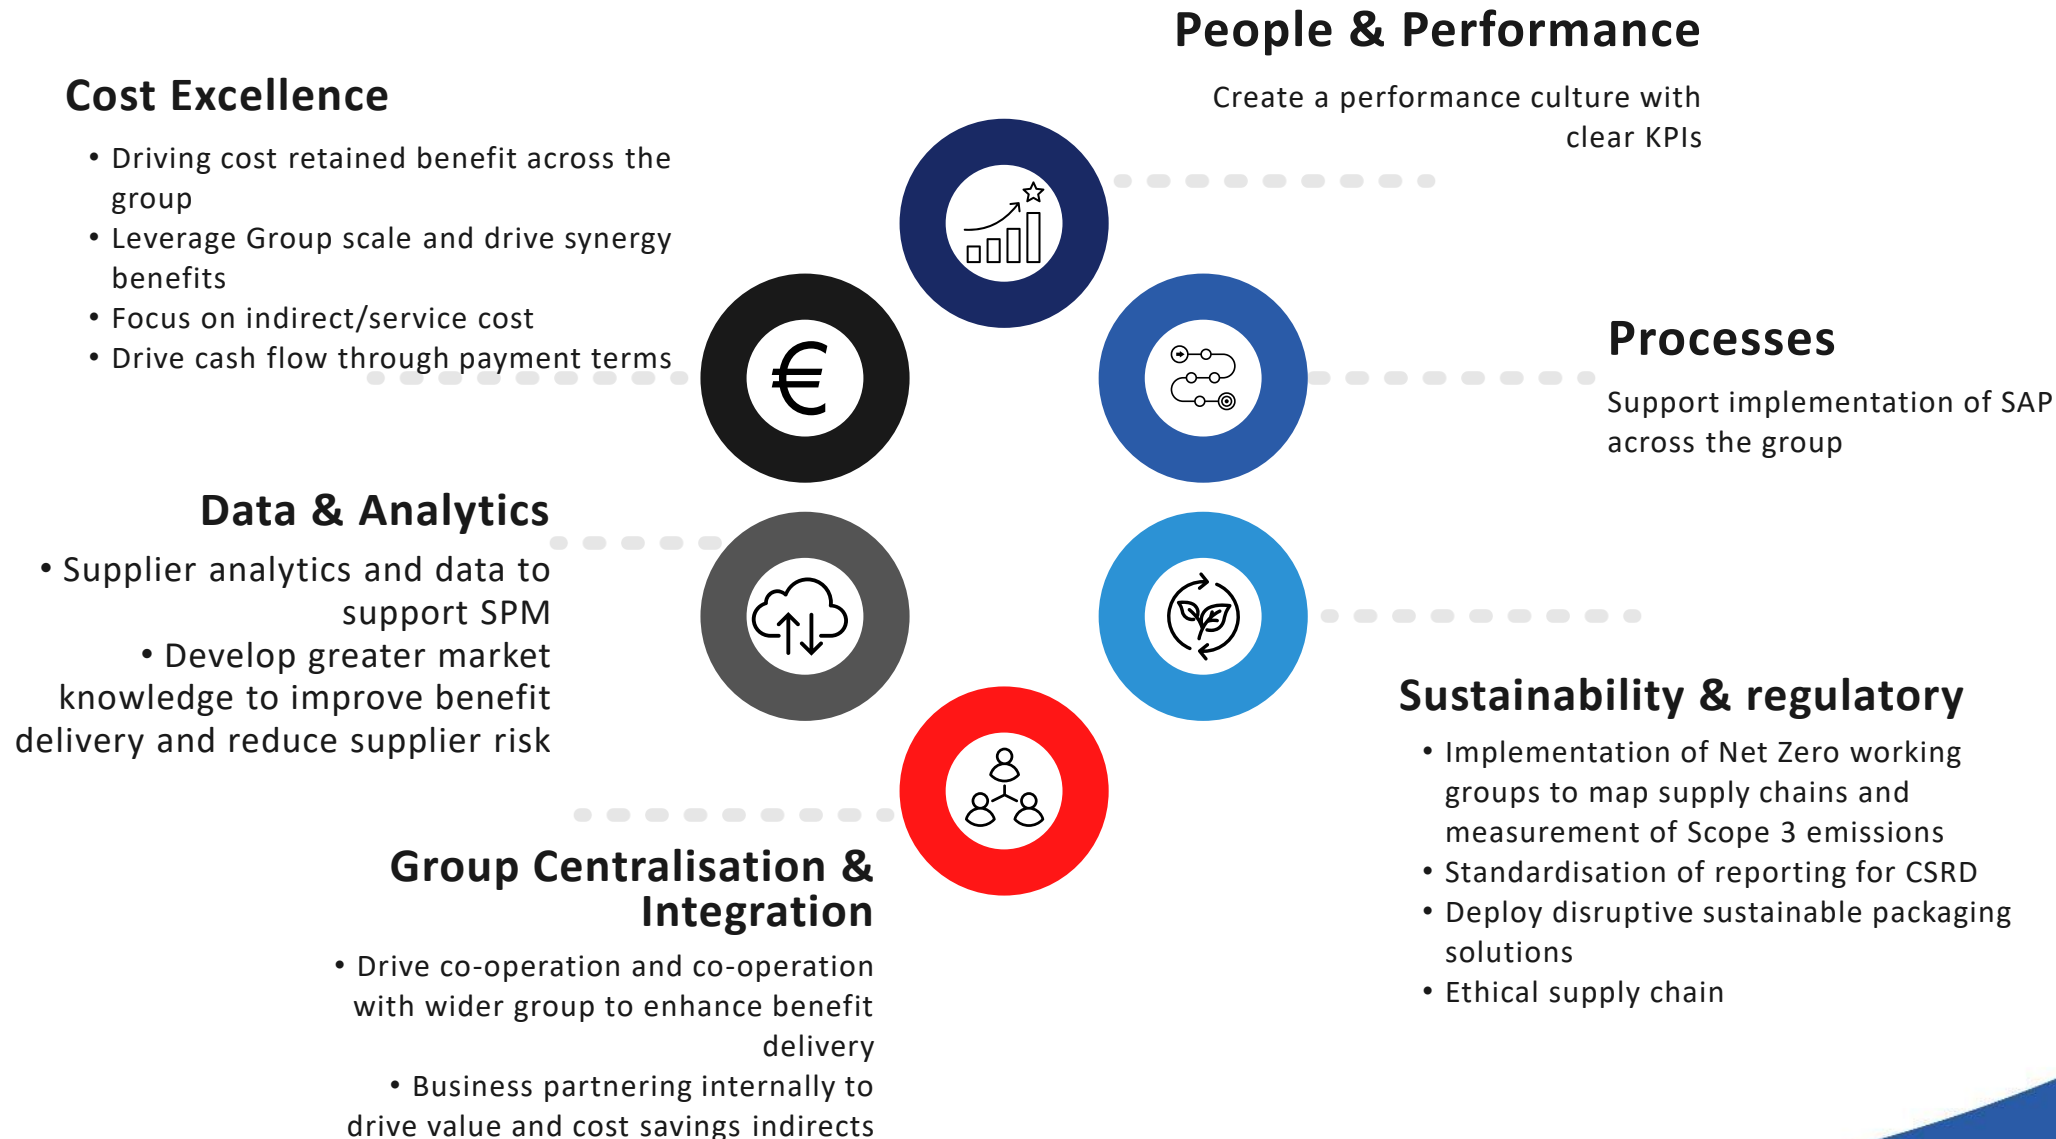 People & Performance
Create a performance culture with
clear KPIs
Cost Excellence
• Driving cost retained benefit across the
group
• Leverage Group scale and drive synergy
benefits
• Focus on indirect/service cost
• Drive cash flow through payment terms
€
Processes
Support implementation of SAP
across the group
Data & Analytics
• Supplier analytics and data to
support SPM
• Develop greater market
knowledge to improve benefit
delivery and reduce supplier risk
Sustainability & regulatory
• Implementation of Net Zero working
groups to map supply chains and
measurement of Scope 3 emissions
• Standardisation of reporting for CSRD
• Deploy disruptive sustainable packaging
solutions
• Ethical supply chain
Group Centralisation &
Integration
• Drive co-operation and co-operation
with wider group to enhance benefit
delivery
• Business partnering internally to
drive value and cost savings indirects